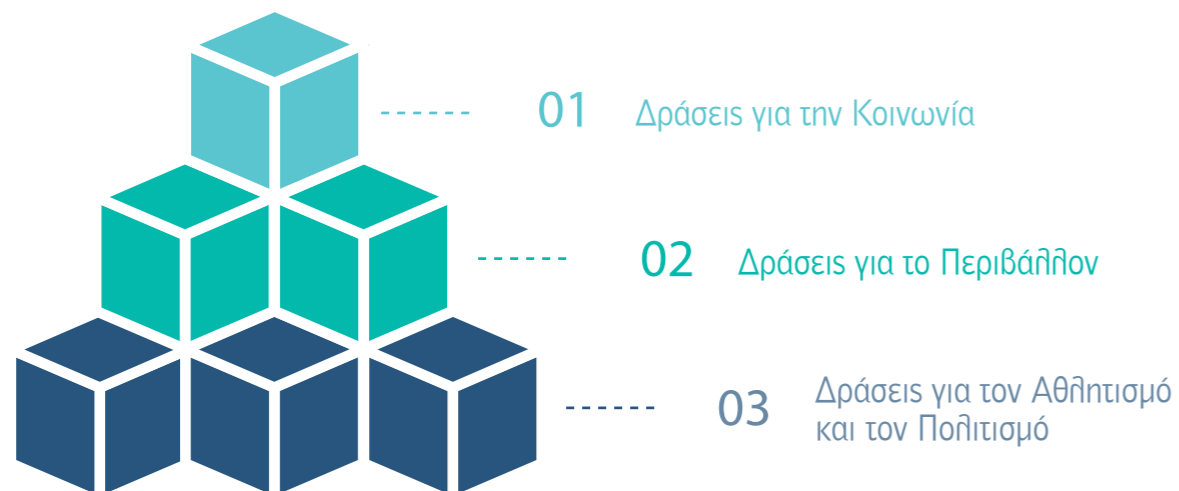 01 Δράσεις για την Κοινωνία
02 Δράσεις για το Περιβάλλον
03 Δράσεις για τον Αθλητισμό
και τον Πολιτισμό